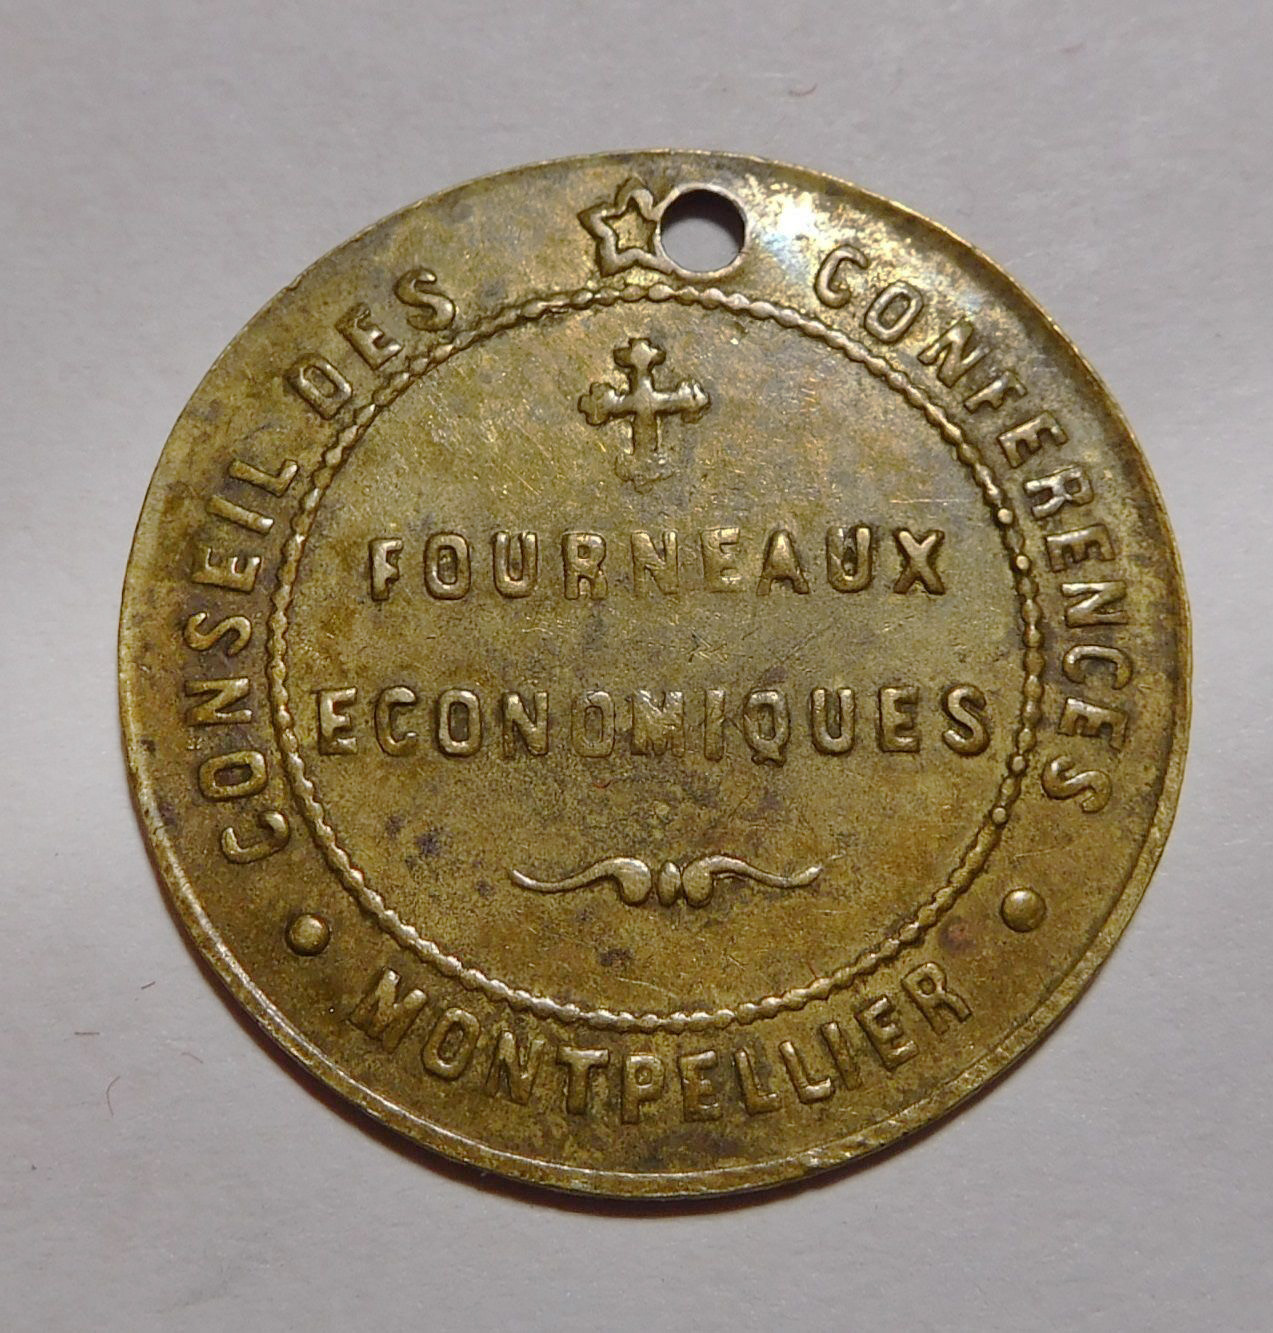 CONSEIL DES CONFERENCES
FOURNEAUX
ECONOMIQUES
MONTPELLIER